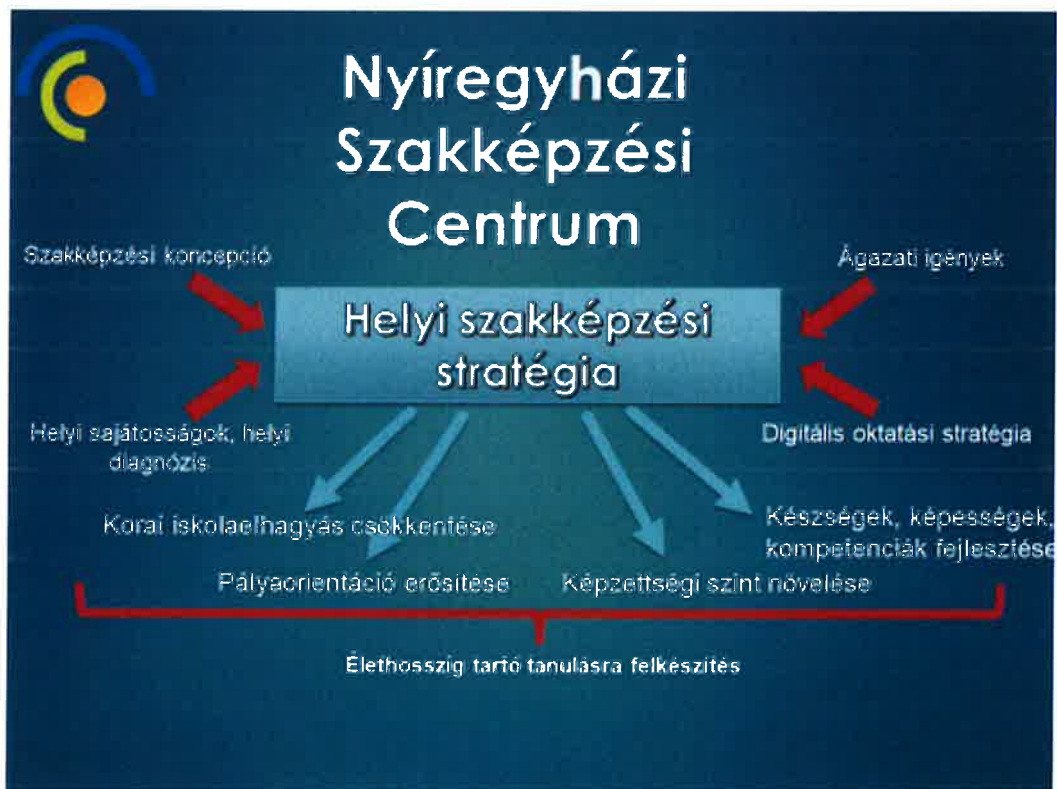 Nyíregyházi
Szakképzési
Centrum
Szakképzési koncepció
Ágazati igények
Helyi szakképzési
stratégia
Helyi sajátosságok, helyi
diagnózis
Digitális oktatási stratégia
Korai iskolaelhagyás csökkentése
Készségek, képességek,
kompetenciák fejlesztése
Pályaorientáció erősítése
Képzettségi szint növelése
Élethosszig tartó tanulásra felkészítés